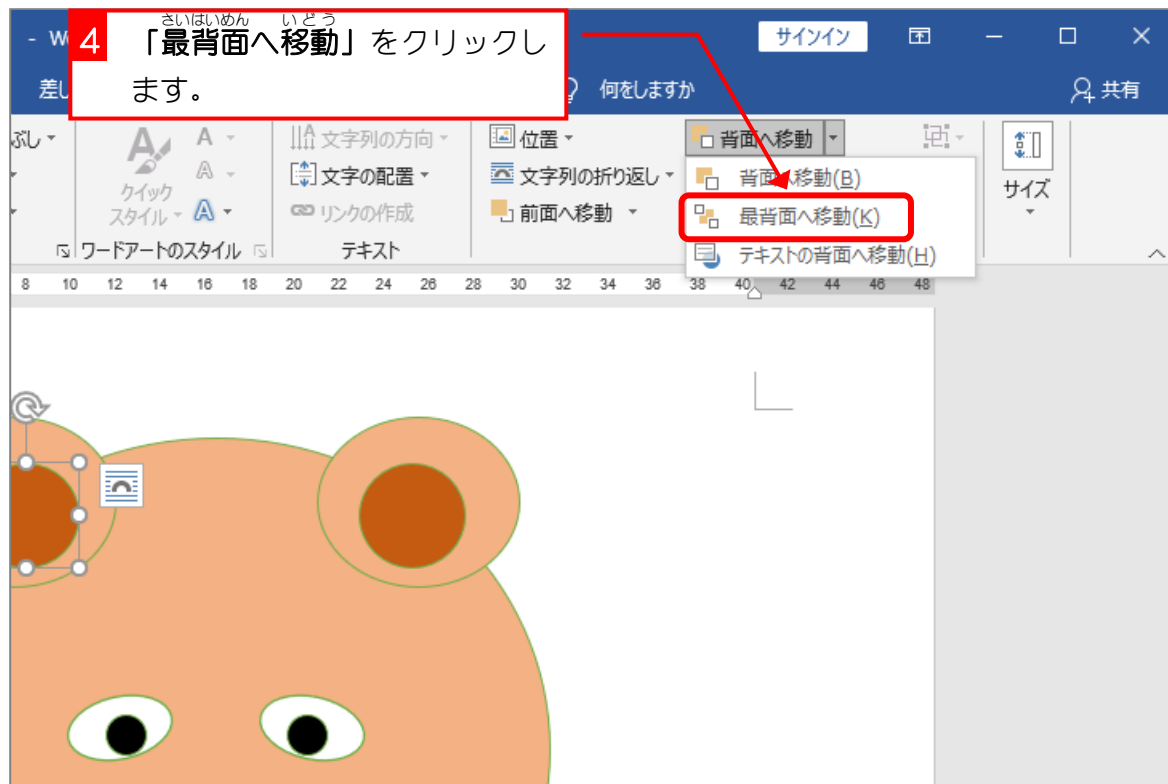 - W
4
さいはいめん いどう
「最背面へ移動」をクリックし
ます。
サインイン
差し
何をしますか
共有
ぶし
A
A
A
クイック
スタイル
A
ワードアートのスタイル
文字列の方向
文字の配置
リンクの作成
テキスト
位置
文字列の折り返し
前面へ移動
背面へ移動
背面へ移動(B)
最背面へ移動(K)
テキストの背面へ移動(H)
サイズ
8 10 12 14 16 18 20 22 24 26 28 30 32 34 36 38 40 42 44 46 48